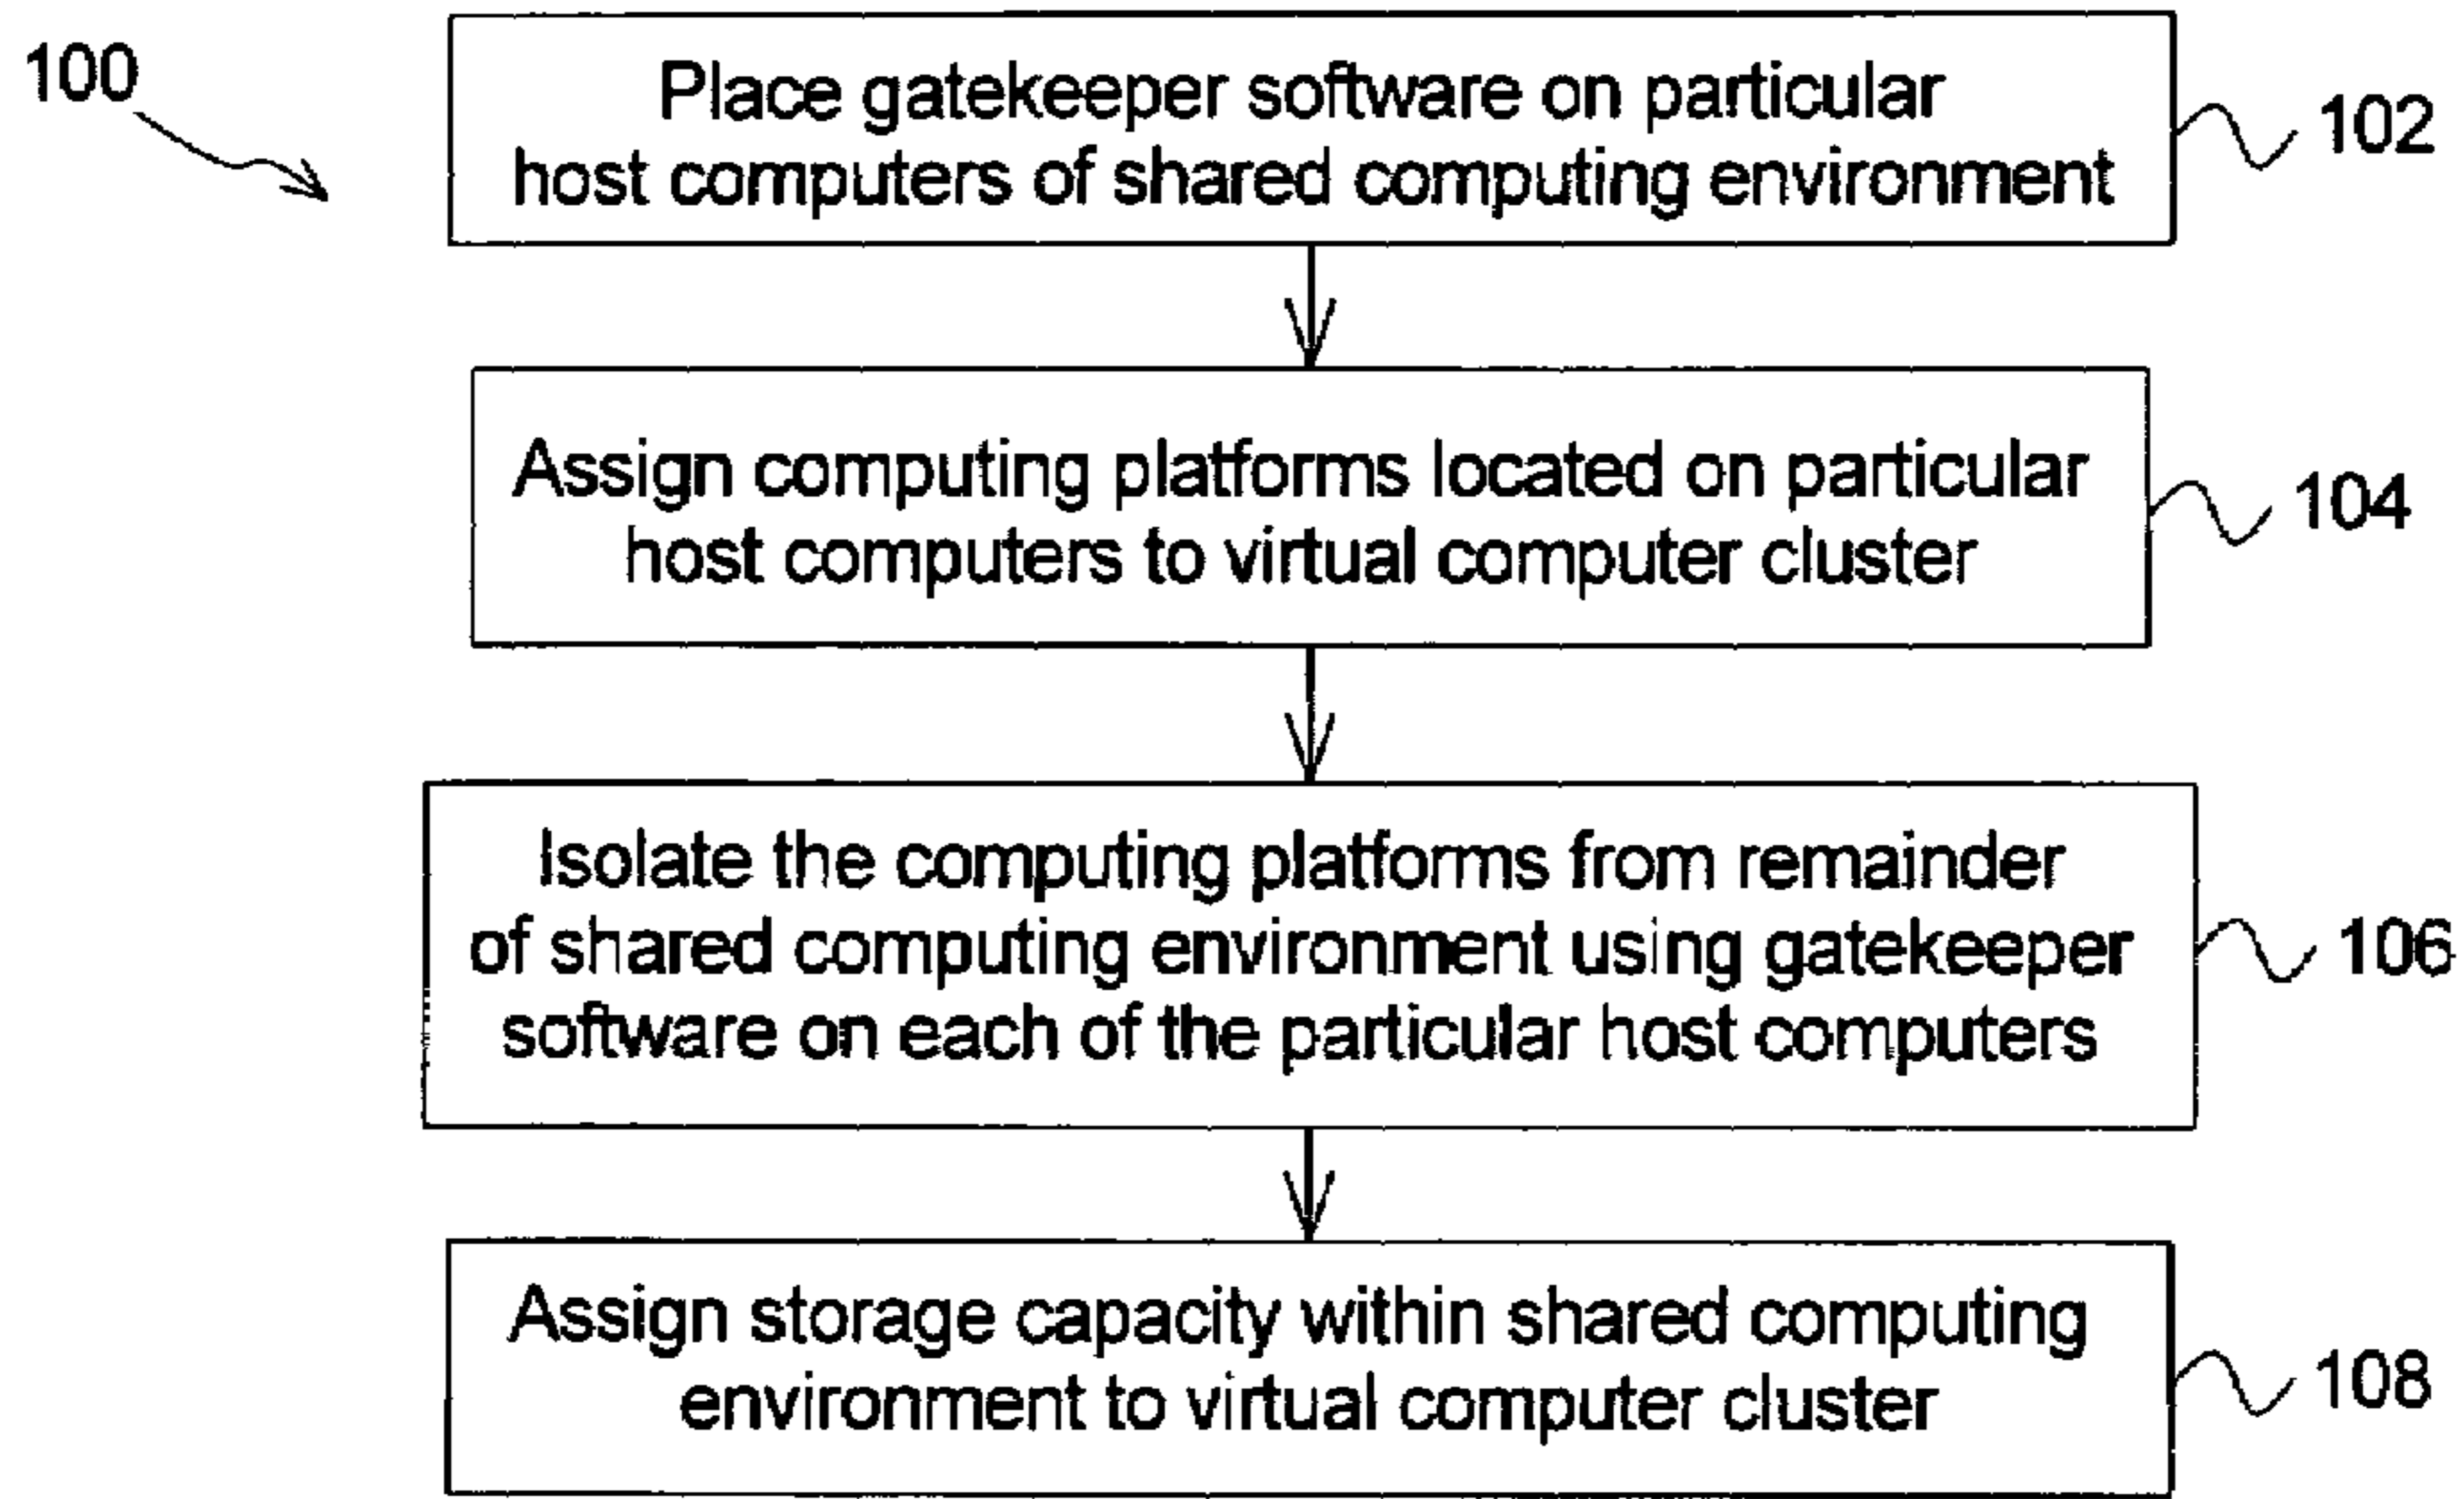 100
Place gatekeeper software on particular
host computers of shared computing environment
102
Assign computing platforms located on particular
host computers to virtual computer cluster
104
Isolate the computing platforms from remainder
of shared computing environment using gatekeeper
software on each of the particular host computers
106
Assign storage capacity within shared computing
environment to virtual computer cluster
108